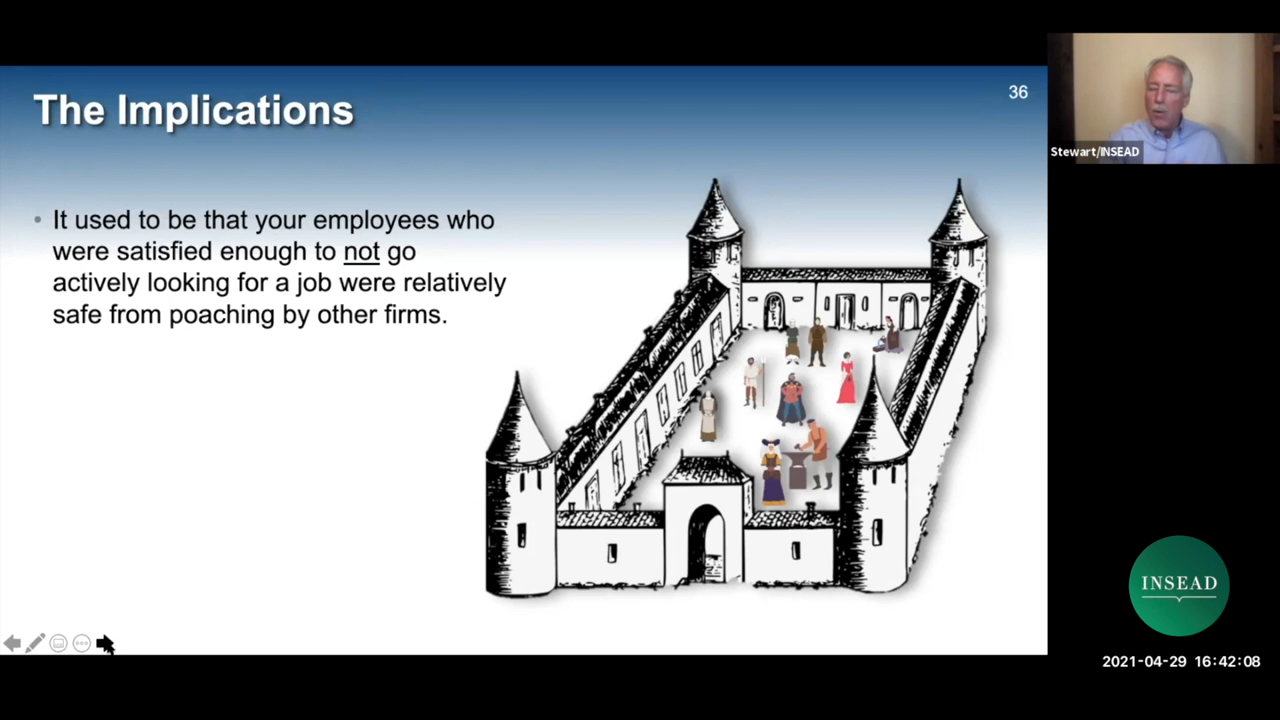 The Implications
36
• It used to be that your employees who
were satisfied enough to not go
actively looking for a job were relatively
safe from poaching by other firms.
Stewart/INSEAD
INSEAD
2021-04-29 16:42:08